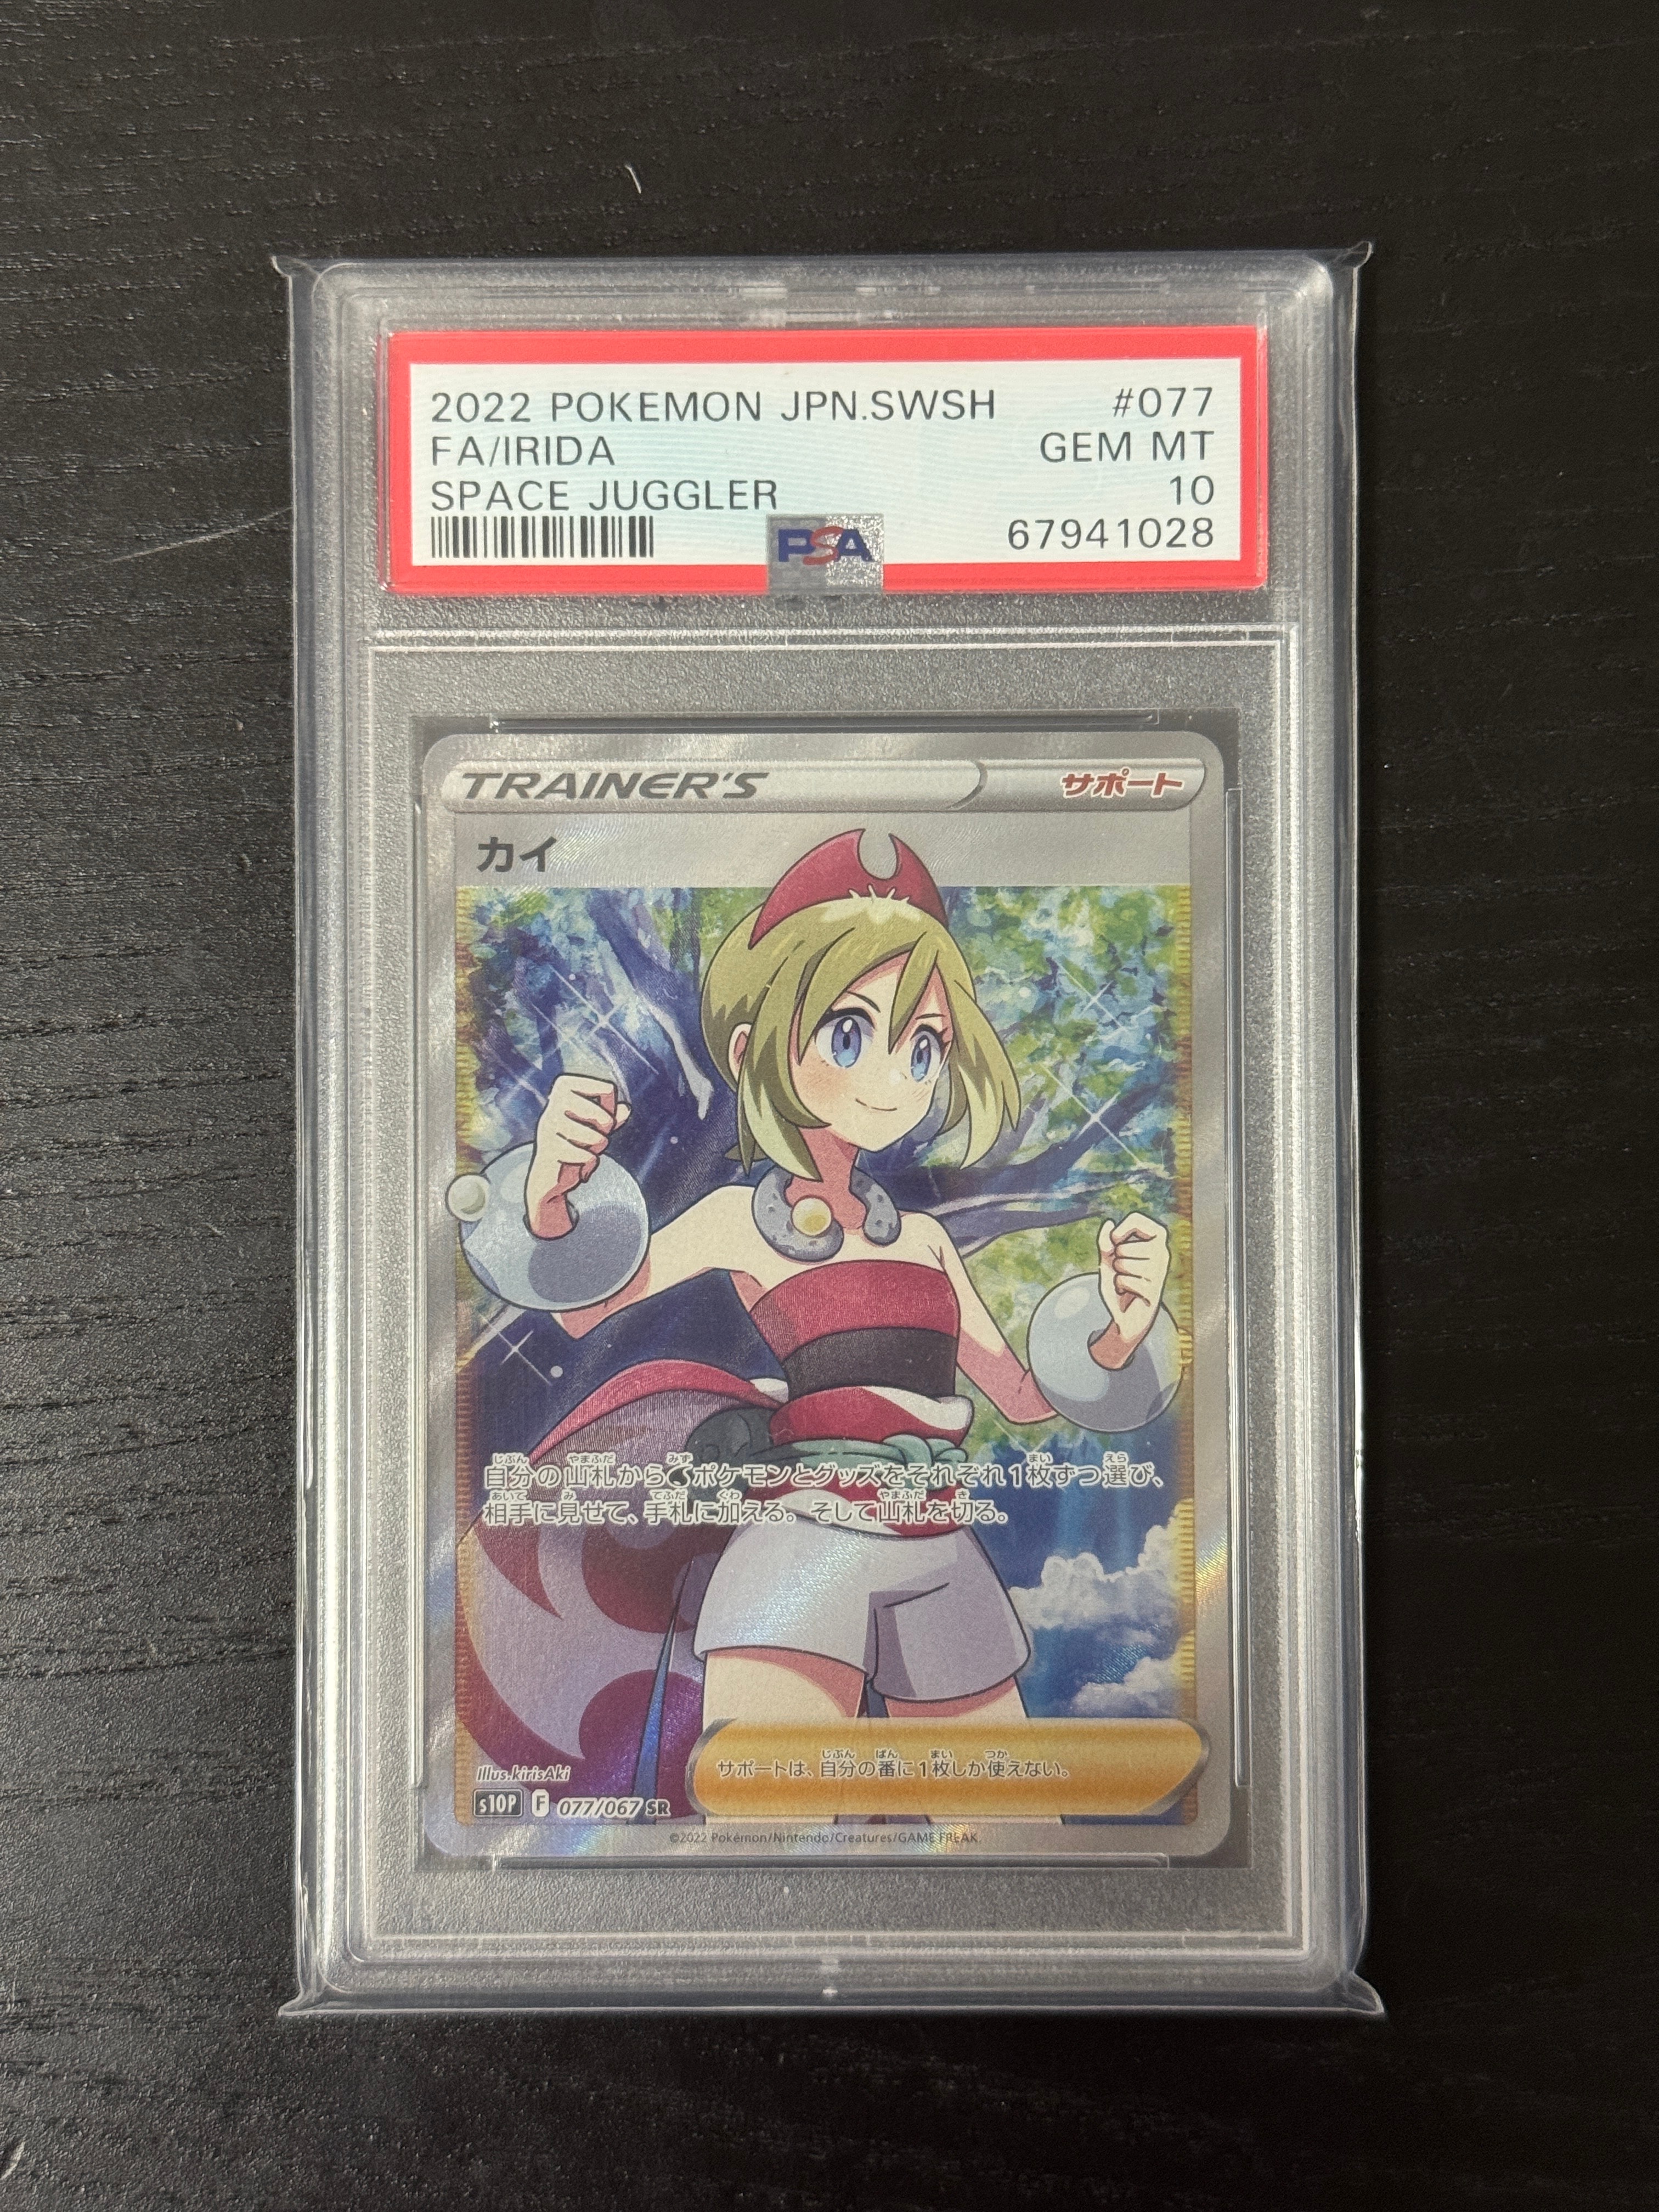 2022 POKEMON JPN.SWSH #077
FA/IRIDA GEM MT
SPACE JUGGLER 10
PSA 67941028
TRAINER'S サポート
カイ
自分の山札からポケモンとグッズをそれぞれ1枚ずつ選び、
相手に見せて、手札に加える。そして山札を切る。
サポートは、自分の番に1枚しか使えない。
Illus.kirisAki
s10P F 077/067 SR
©2022 Pokémon/Nintendo/Creatures/GAME FREAK.